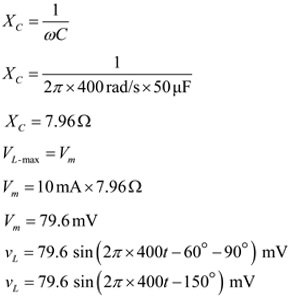 X_C = 1/ωC
X_C = 1/2π×400 rad/s×50 μF
X_C = 7.96 Ω
V_L-max = V_m
V_m = 10 mA×7.96 Ω
V_m = 79.6 mV
v_L = 79.6 sin(2π×400t−60°−90°) mV
v_L = 79.6 sin(2π×400t−150°) mV